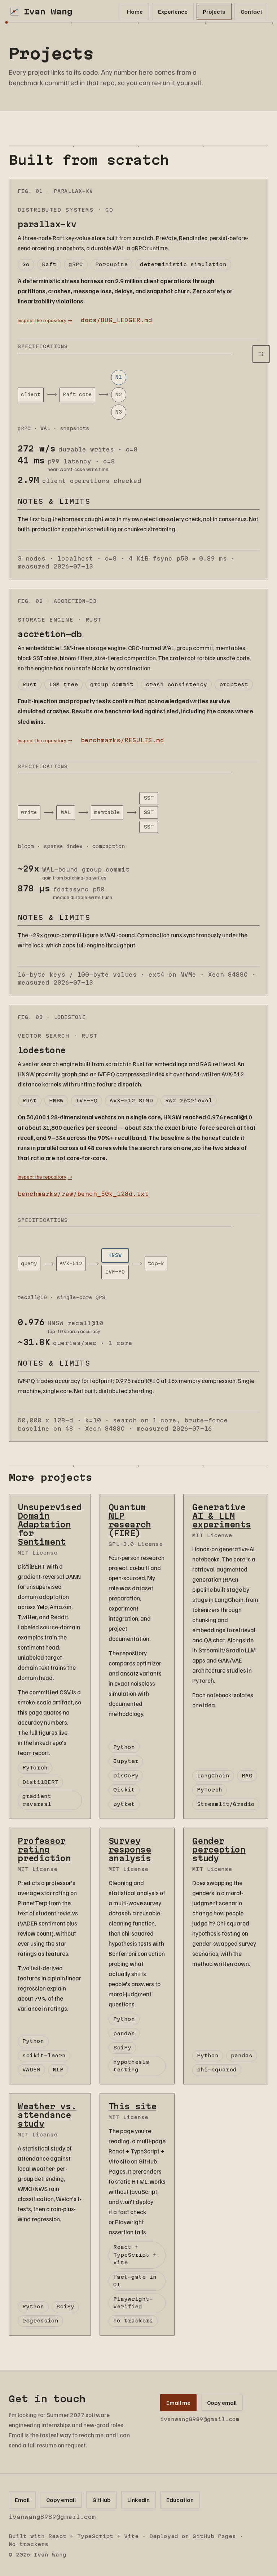 Ivan Wang
Home
Experience
Projects
Contact
Projects
Every project links to its code. Any number here comes from a
benchmark committed in that repo, so you can re-run it yourself.
Built from scratch
FIG. 01 · PARALLAX-KV
DISTRIBUTED SYSTEMS · GO
parallax-kv
A three-node Raft key-value store built from scratch: PreVote, ReadIndex, persist-before-
send ordering, snapshots, a durable WAL, a gRPC runtime.
Go
Raft
gRPC
Porcupine
deterministic simulation
A deterministic stress harness ran 2.9 million client operations through
partitions, crashes, message loss, delays, and snapshot churn. Zero safety or
linearizability violations.
Inspect the repository →
docs/BUG_LEDGER.md
SPECIFICATIONS
client
Raft core
N1
N2
N3
gRPC · WAL · snapshots
272 w/s durable writes · c=8
41 ms p99 latency · c=8
near-worst-case write time
2.9M client operations checked
NOTES & LIMITS
The first bug the harness caught was in my own election-safety check, not in consensus. Not
built: production snapshot scheduling or chunked streaming.
3 nodes · localhost · c=8 · 4 KiB fsync p50 ≈ 0.89 ms ·
measured 2026-07-13
FIG. 02 · ACCRETION-DB
STORAGE ENGINE · RUST
accretion-db
An embeddable LSM-tree storage engine: CRC-framed WAL, group commit, memtables,
block SSTables, bloom filters, size-tiered compaction. The crate root forbids unsafe code,
so the engine has no unsafe blocks by construction.
Rust
LSM tree
group commit
crash consistency
proptest
Fault-injection and property tests confirm that acknowledged writes survive
simulated crashes. Results are benchmarked against sled, including the cases where
sled wins.
Inspect the repository →
benchmarks/RESULTS.md
SPECIFICATIONS
write
WAL
memtable
SST
SST
SST
bloom · sparse index · compaction
~29x WAL-bound group commit
gain from batching log writes
878 µs fdatasync p50
median durable-write flush
NOTES & LIMITS
The ~29x group-commit figure is WAL-bound. Compaction runs synchronously under the
write lock, which caps full-engine throughput.
16-byte keys / 100-byte values · ext4 on NVMe · Xeon 8488C ·
measured 2026-07-13
FIG. 03 · LODESTONE
VECTOR SEARCH · RUST
lodestone
A vector search engine built from scratch in Rust for embeddings and RAG retrieval. An
HNSW proximity graph and an IVF-PQ compressed index sit over hand-written AVX-512
distance kernels with runtime feature dispatch.
Rust
HNSW
IVF-PQ
AVX-512 SIMD
RAG retrieval
On 50,000 128-dimensional vectors on a single core, HNSW reached 0.976 recall@10
at about 31,800 queries per second — about 33x the exact brute-force search at that
recall, and 9–33x across the 90%+ recall band. The baseline is the honest catch: it
runs in parallel across all 48 cores while the search runs on one, so the two sides of
that ratio are not core-for-core.
Inspect the repository →
benchmarks/raw/bench_50k_128d.txt
SPECIFICATIONS
query
AVX-512
HNSW
IVF-PQ
top-k
recall@10 · single-core QPS
0.976 HNSW recall@10
top-10 search accuracy
~31.8K queries/sec · 1 core
NOTES & LIMITS
IVF-PQ trades accuracy for footprint: 0.975 recall@10 at 16x memory compression. Single
machine, single core. Not built: distributed sharding.
50,000 x 128-d · k=10 · search on 1 core, brute-force
baseline on 48 · Xeon 8488C · measured 2026-07-16
More projects
Unsupervised
Domain
Adaptation
for
Sentiment
MIT License
DistilBERT with a
gradient-reversal DANN
for unsupervised
domain adaptation
across Yelp, Amazon,
Twitter, and Reddit.
Labeled source-domain
examples train the
sentiment head;
unlabeled target-
domain text trains the
domain head.
The committed CSV is a
smoke-scale artifact, so
this page quotes no
accuracy numbers.
The full figures live
in the linked repo's
team report.
PyTorch
DistilBERT
gradient
reversal
Quantum
NLP
research
(FIRE)
GPL-3.0 License
Four-person research
project, co-built and
open-sourced. My
role was dataset
preparation,
experiment
integration, and
project
documentation.
The repository
compares optimizer
and ansatz variants
in exact noiseless
simulation with
documented
methodology.
Python
Jupyter
DisCoPy
Qiskit
pytket
Generative
AI & LLM
experiments
MIT License
Hands-on generative-AI
notebooks. The core is a
retrieval-augmented
generation (RAG)
pipeline built stage by
stage in LangChain, from
tokenizers through
chunking and
embeddings to retrieval
and QA chat. Alongside
it: Streamlit/Gradio LLM
apps and GAN/VAE
architecture studies in
PyTorch.
Each notebook isolates
one idea.
LangChain
RAG
PyTorch
Streamlit/Gradio
Professor
rating
prediction
MIT License
Predicts a professor's
average star rating on
PlanetTerp from the
text of student reviews
(VADER sentiment plus
review count), without
ever using the star
ratings as features.
Two text-derived
features in a plain linear
regression explain
about 79% of the
variance in ratings.
Python
scikit-learn
VADER
NLP
Survey
response
analysis
MIT License
Cleaning and
statistical analysis of
a multi-wave survey
dataset: a reusable
cleaning function,
then chi-squared
hypothesis tests with
Bonferroni correction
probing what
actually shifts
people's answers to
moral-judgment
questions.
Python
pandas
SciPy
hypothesis
testing
Gender
perception
study
MIT License
Does swapping the
genders in a moral-
judgment scenario
change how people
judge it? Chi-squared
hypothesis testing on
gender-swapped survey
scenarios, with the
method written down.
Python
pandas
chi-squared
Weather vs.
attendance
study
MIT License
A statistical study of
attendance against
local weather: per-
group detrending,
WMO/NWS rain
classification, Welch's t-
tests, then a rain-plus-
wind regression.
Python
SciPy
regression
This site
MIT License
The page you're
reading: a multi-page
React + TypeScript +
Vite site on GitHub
Pages. It prerenders
to static HTML, works
without JavaScript,
and won't deploy
if a fact check
or Playwright
assertion fails.
React +
TypeScript +
Vite
fact-gate in
CI
Playwright-
verified
no trackers
Get in touch
I'm looking for Summer 2027 software
engineering internships and new-grad roles.
Email is the fastest way to reach me, and I can
send a full resume on request.
Email me
Copy email
ivanwang8989@gmail.com
Email
Copy email
GitHub
LinkedIn
Education
ivanwang8989@gmail.com
Built with React + TypeScript + Vite · Deployed on GitHub Pages ·
No trackers
© 2026 Ivan Wang